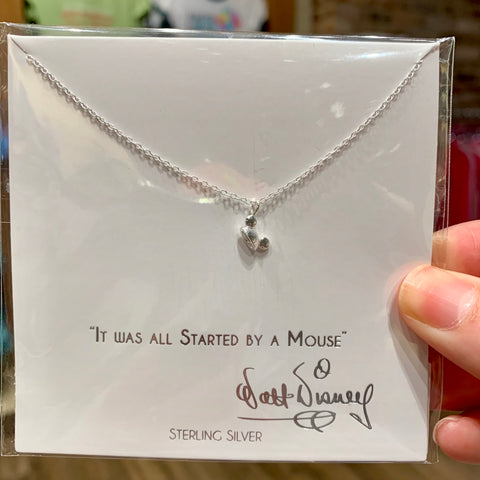 "It was all Started by a Mouse"
Walt Disney
Sterling Silver